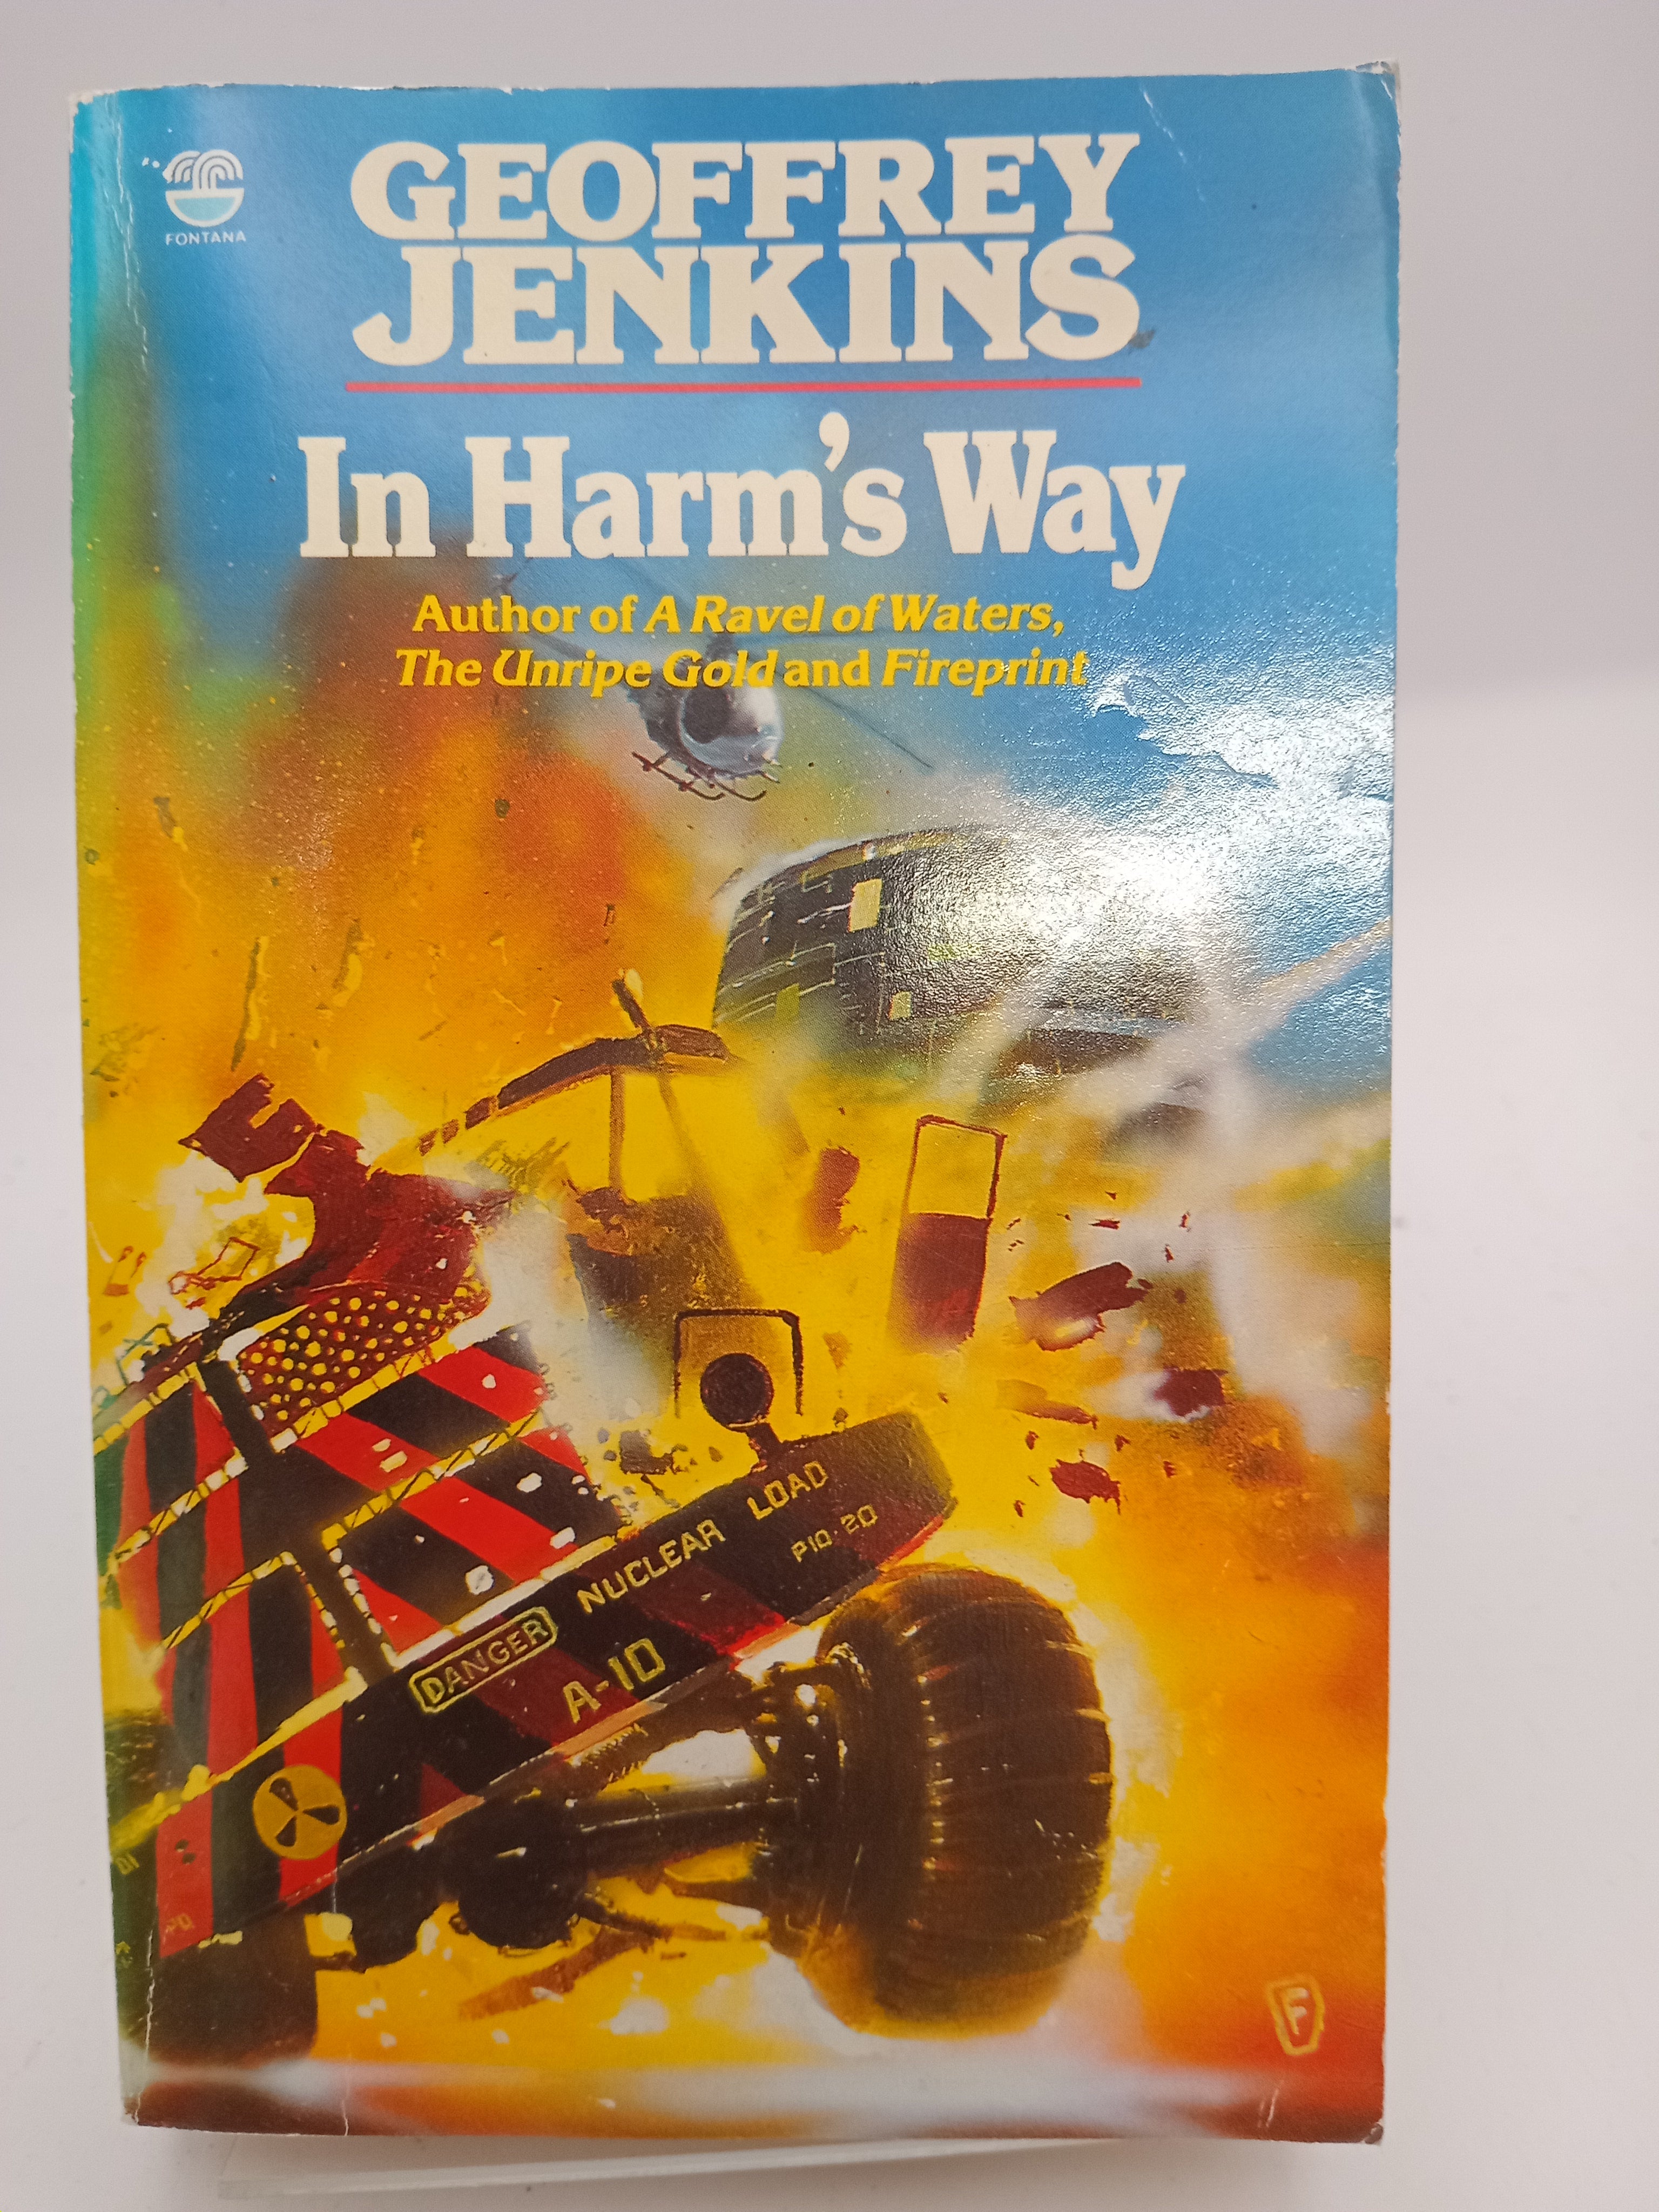 FONTANA
GEOFFREY
JENKINS
In Harm's Way
Author of A Ravel of Waters,
The Unripe Gold and Fireprint
DANGER NUCLEAR LOAD
A-10
P10-20
F